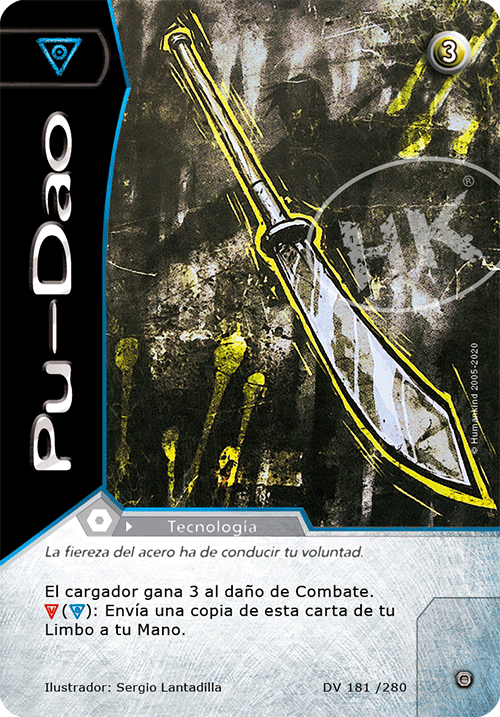 3
Pu-Dao
HK®
© Humankind 2005-2020
Tecnología
La fiereza del acero ha de conducir tu voluntad.
El cargador gana 3 al daño de Combate.
( ): Envía una copia de esta carta de tu
Limbo a tu Mano.
Ilustrador: Sergio Lantadilla
DV 181 /280